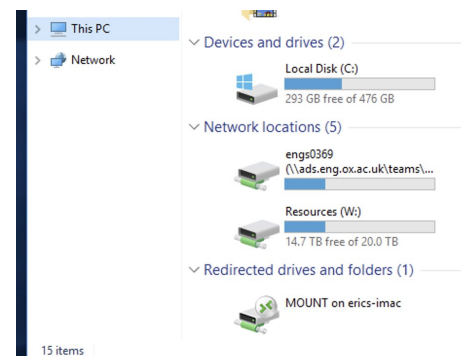 This PC
Network
Devices and drives (2)
Local Disk (C:)
293 GB free of 476 GB
Network locations (5)
engs0369
(\\ads.eng.ox.ac.uk\teams\...
Resources (W:)
14.7 TB free of 20.0 TB
Redirected drives and folders (1)
MOUNT on erics-imac
15 items